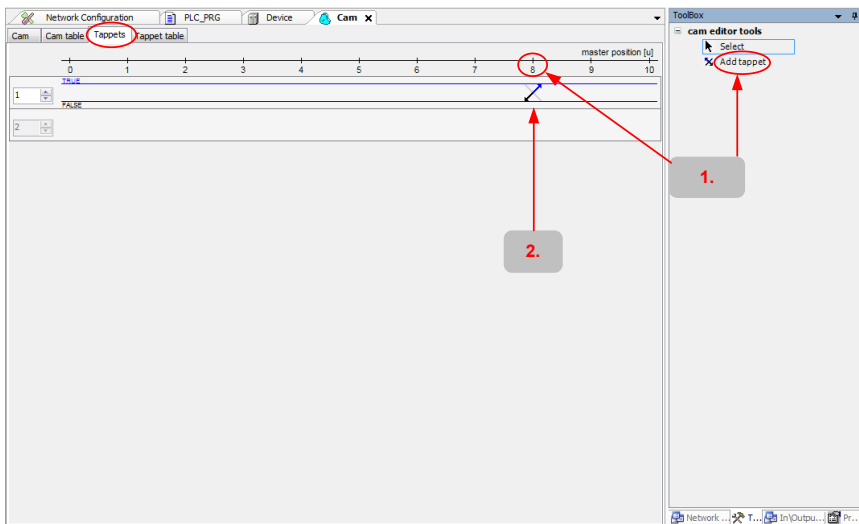 Network Configuration PLC_PRG Device Cam x ToolBox
Cam Cam table Tappets Tappet table
cam editor tools
Select
Add tappet
master position [u]
0 1 2 3 4 5 6 7 8 9 10
TRUE
1
FALSE
2
1.
2.
Network ... T... In\Outpu... Pr...